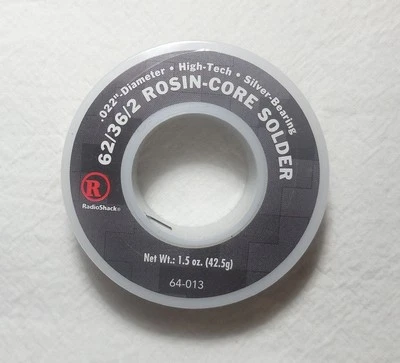 .022"-Diameter • High-Tech • Silver-Bearing
62/36/2 ROSIN-CORE SOLDER
R
RadioShack®
Net Wt.: 1.5 oz. (42.5g)
64-013